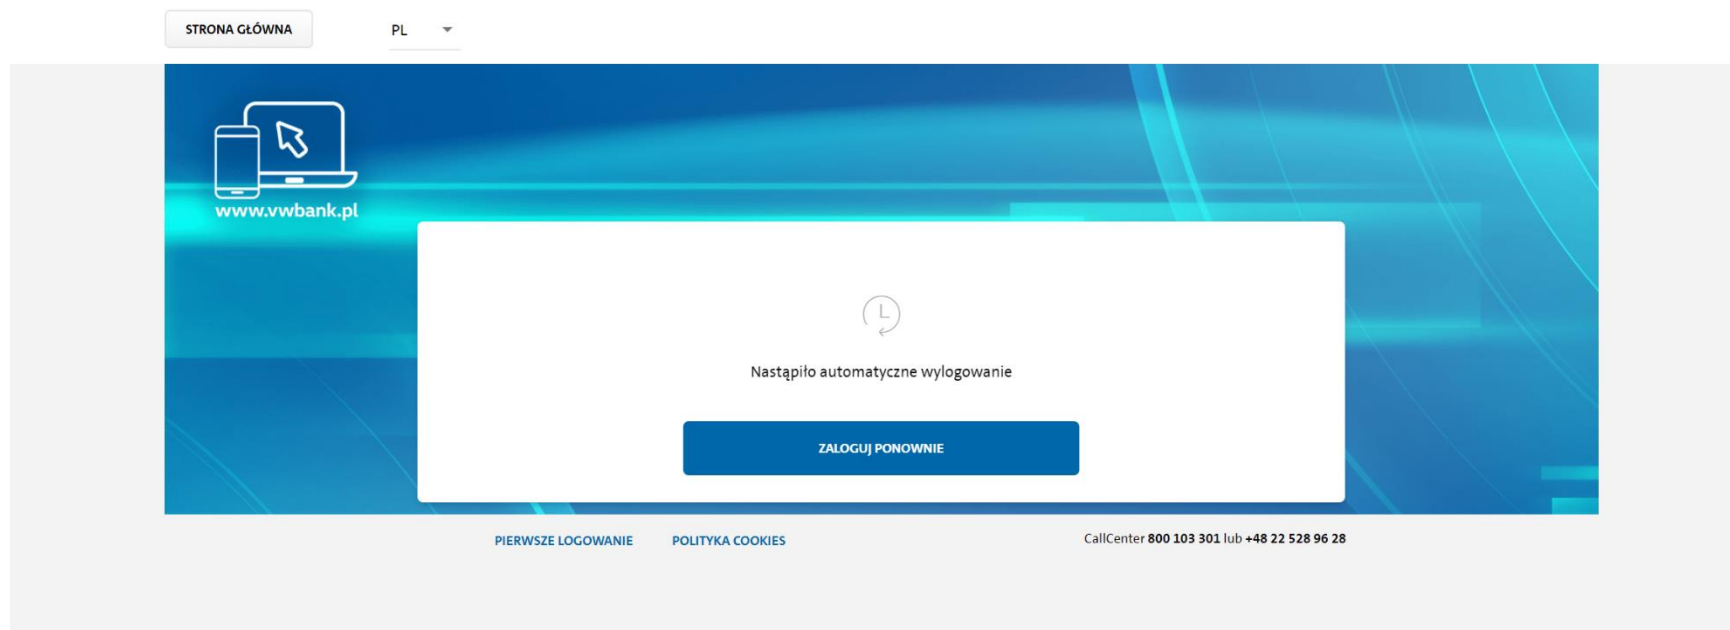 STRONA GŁÓWNA
PL
www.vwbank.pl
Nastąpiło automatyczne wylogowanie
ZALOGUJ PONOWNIE
PIERWSZE LOGOWANIE
POLITYKA COOKIES
CallCenter 800 103 301 lub +48 22 528 96 28